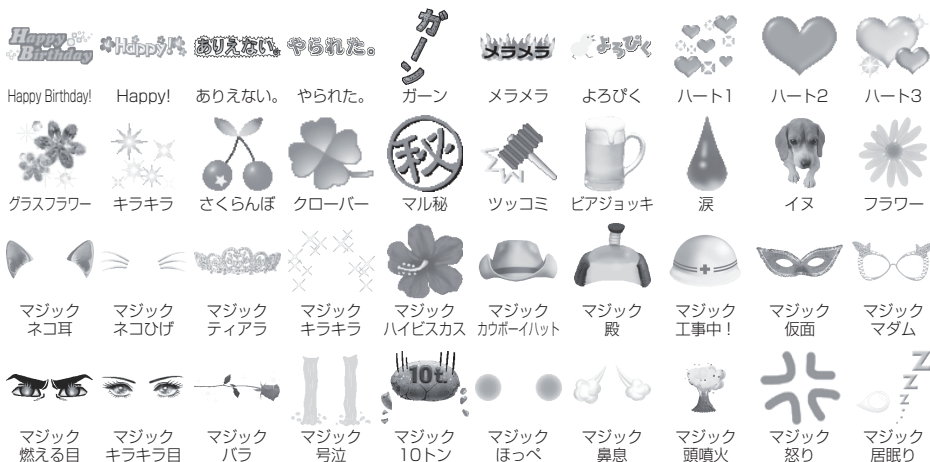 Happy Birthday
Happy!
ありえない。
やられた。
ガーン
メラメラ
よろぴく
Happy Birthday! Happy! ありえない。 やられた。 ガーン メラメラ よろぴく ハート1 ハート2 ハート3
秘
グラスフラワー キラキラ さくらんぼ クローバー マル秘 ツッコミ ビアジョッキ 涙 イヌ フラワー
マジック マジック マジック マジック マジック マジック マジック マジック マジック マジック
ネコ耳 ネコひげ ティアラ キラキラ ハイビスカス カウボーイハット 殿 工事中! 仮面 マダム
10t.
Z
Z
Z
Z
マジック マジック マジック マジック マジック マジック マジック マジック マジック マジック
燃える目 キラキラ目 バラ 号泣 10トン ほっぺ 鼻息 頭噴火 怒り 居眠り